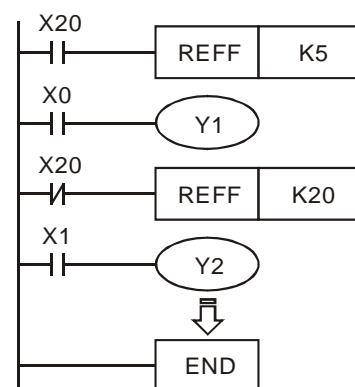 X20
REFF K5
X0
Y1
X20
REFF K20
X1
Y2
END